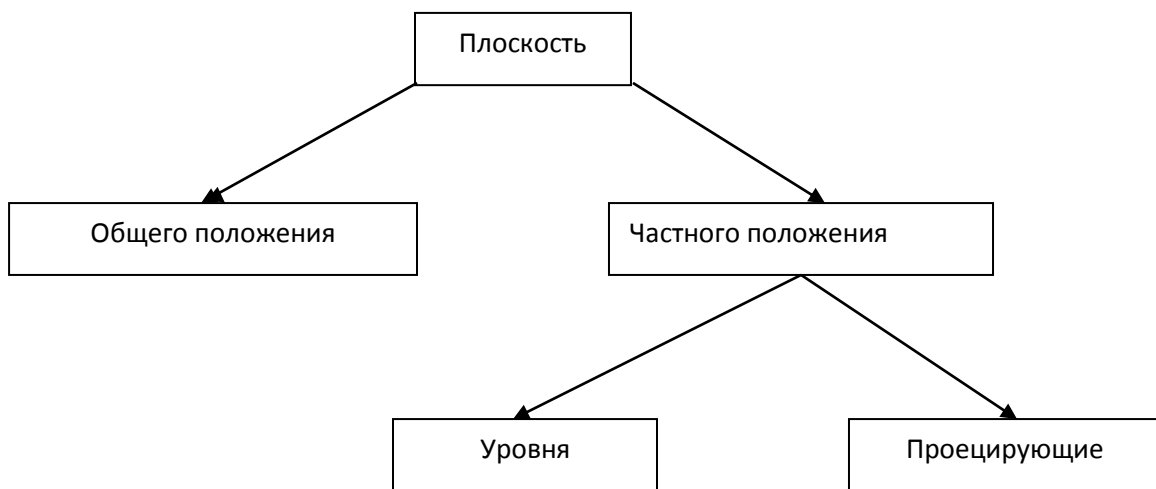 Плоскость
Общего положения
Частного положения
Уровня
Проецирующие